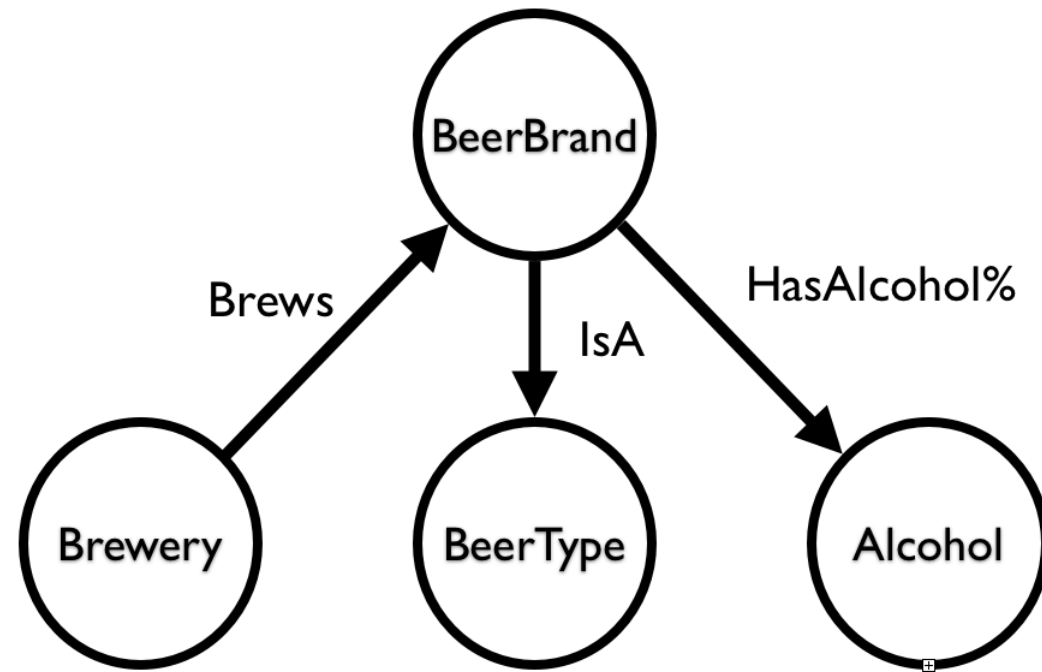 BeerBrand
Brews
HasAlcohol%
IsA
Brewery
BeerType
Alcohol